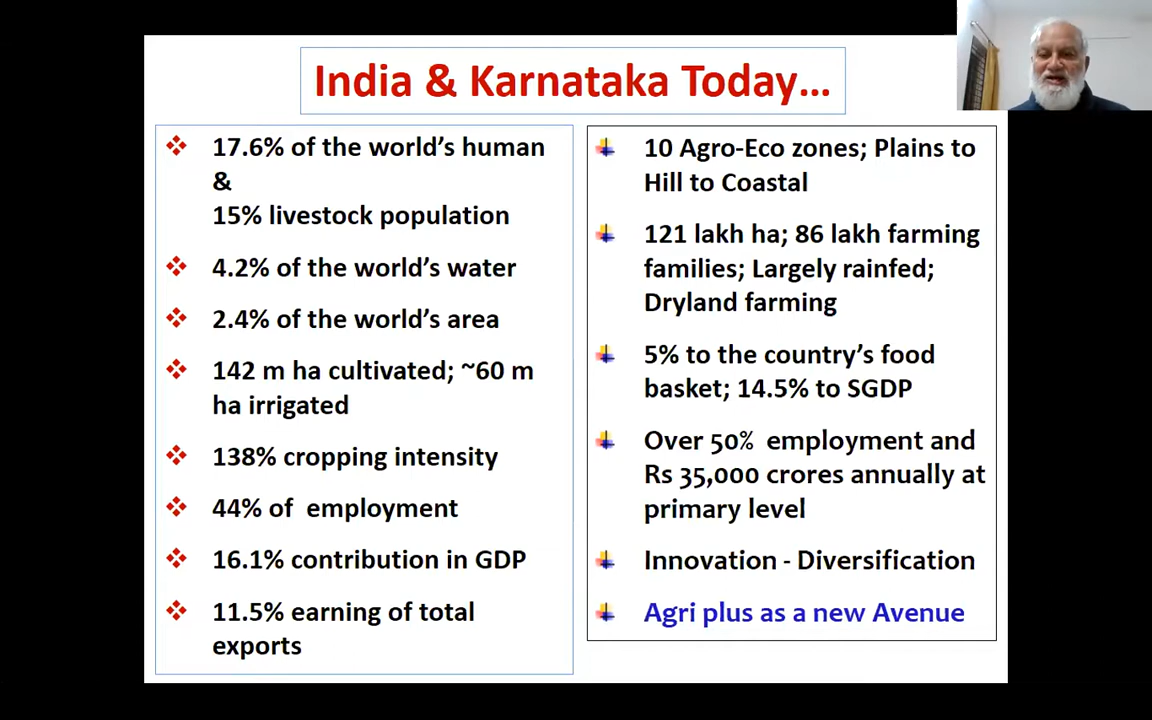 India & Karnataka Today...
17.6% of the world's human
&
15% livestock population
4.2% of the world's water
2.4% of the world's area
142 m ha cultivated; ~60 m
ha irrigated
138% cropping intensity
44% of employment
16.1% contribution in GDP
11.5% earning of total
exports
10 Agro-Eco zones; Plains to
Hill to Coastal
121 lakh ha; 86 lakh farming
families; Largely rainfed;
Dryland farming
5% to the country's food
basket; 14.5% to SGDP
Over 50% employment and
Rs 35,000 crores annually at
primary level
Innovation - Diversification
Agri plus as a new Avenue